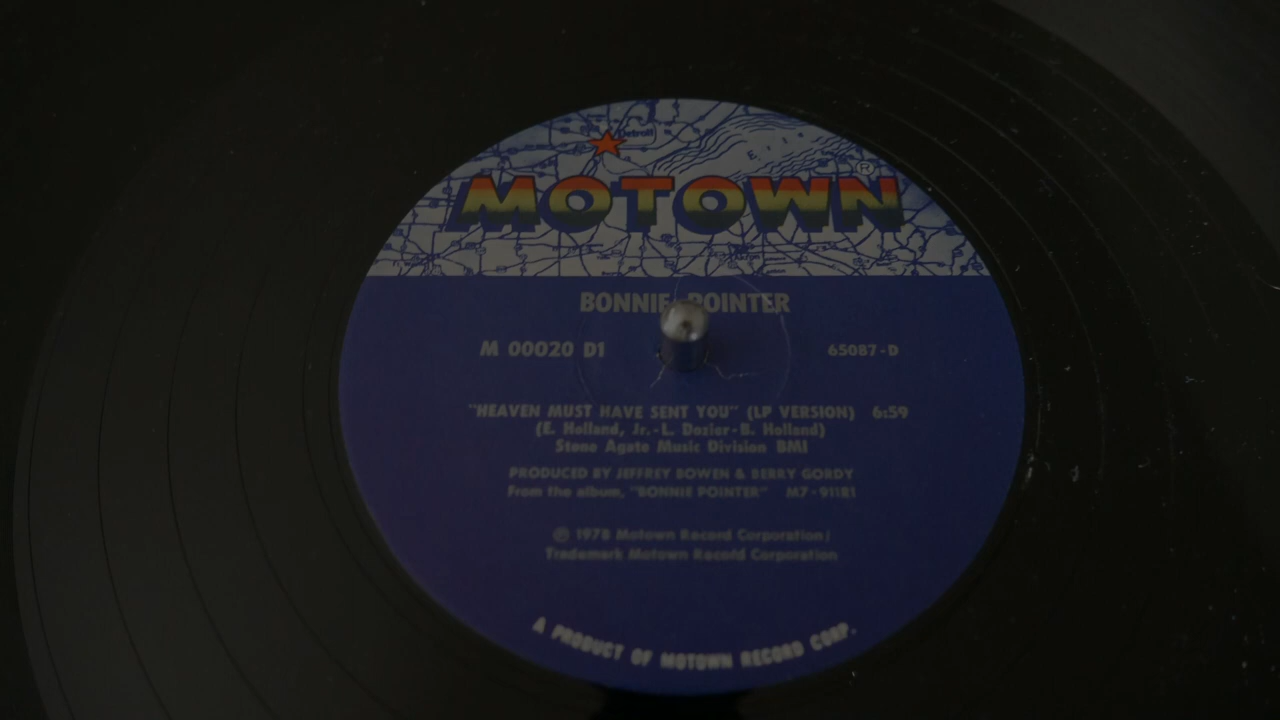 Detroit
ERIE
MOTOWN ®
BONNIE POINTER
M 00020 D1 65087-D
"HEAVEN MUST HAVE SENT YOU" (LP VERSION) 6:59
(E. Holland, Jr.-L. Dozier-B. Holland)
Stone Agate Music Division BMI
PRODUCED BY JEFFREY BOWEN & BERRY GORDY
From the album, "BONNIE POINTER" M7-911R1
℗ 1978 Motown Record Corporation/
Trademark Motown Record Corporation
A PRODUCT OF MOTOWN RECORD CORP.